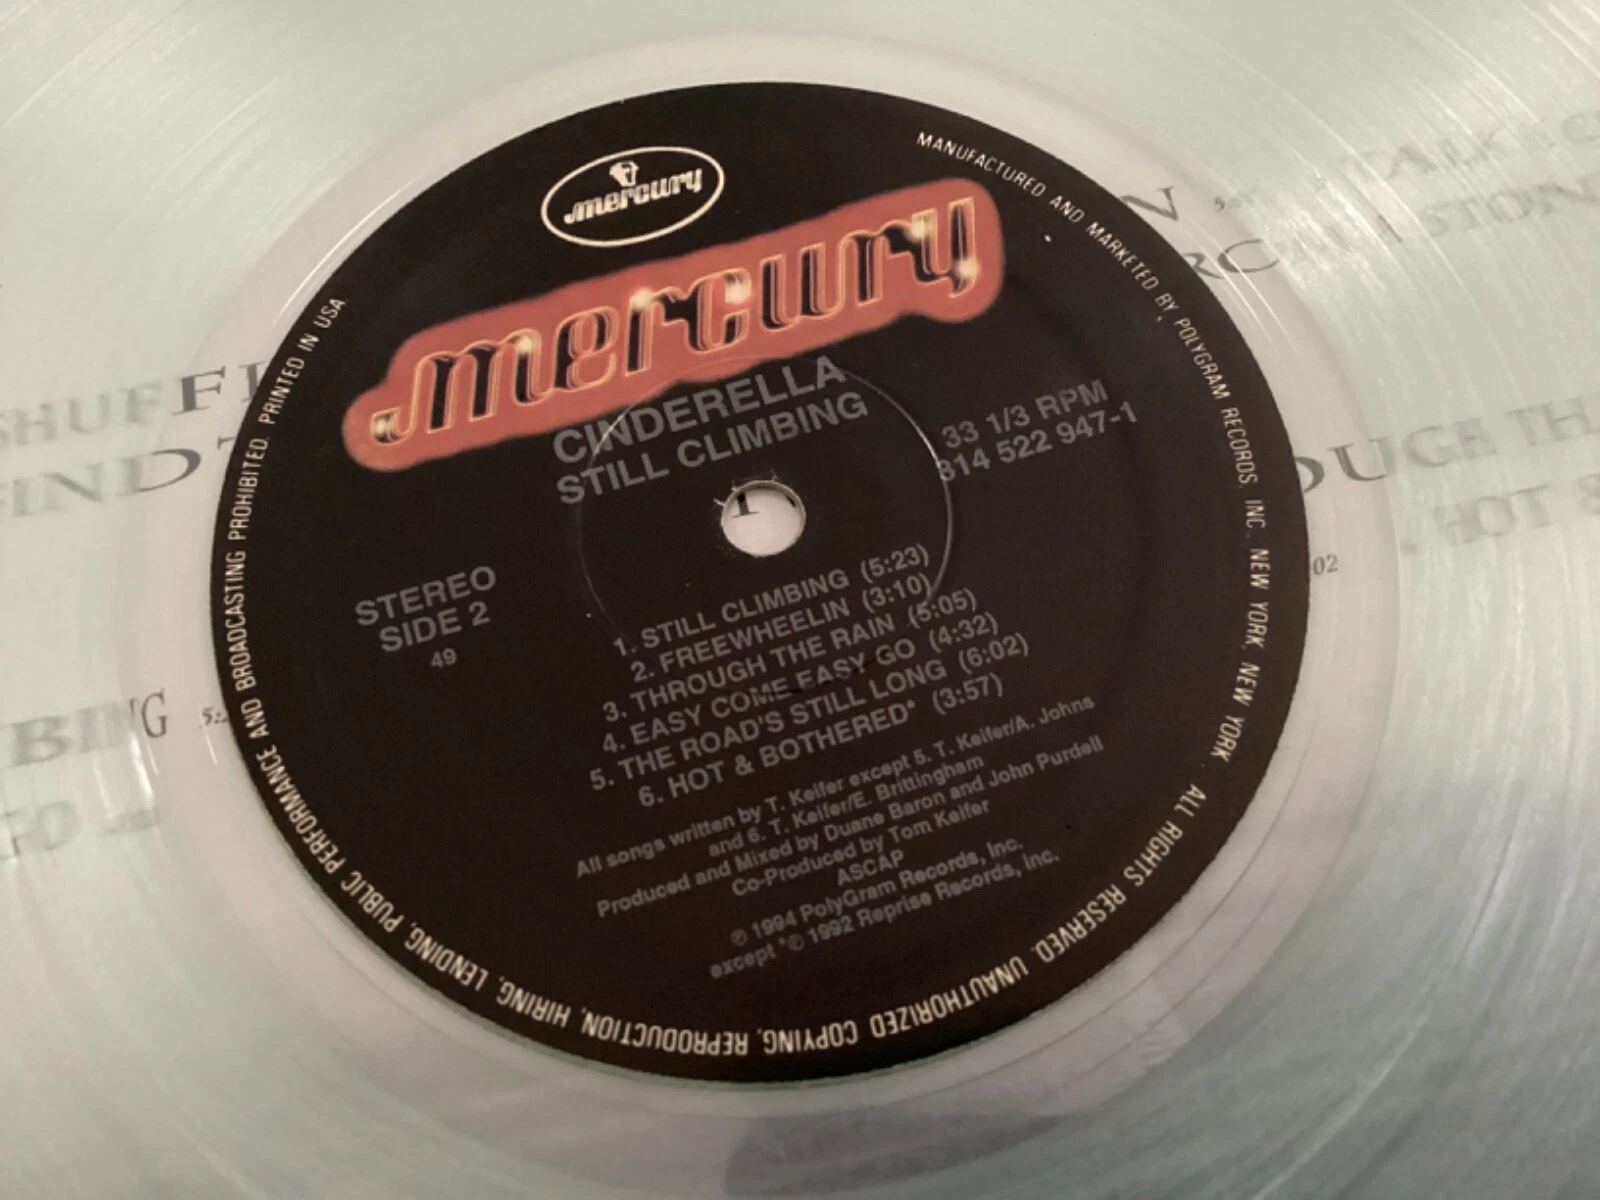 mercury
mercury
CINDERELLA
STILL CLIMBING
33 1/3 RPM
314 522 947-1
STEREO
SIDE 2
49
1. STILL CLIMBING (5:23)
2. FREEWHEELIN (3:10)
3. THROUGH THE RAIN (5:05)
4. EASY COME EASY GO (4:32)
5. THE ROAD'S STILL LONG (6:02)
6. HOT & BOTHERED* (3:57)
All songs written by T. Keifer except 5. T. Keifer/A. Johns
and 6. T. Keifer/E. Brittingham
Produced and Mixed by Duane Baron and John Purdell
Co-Produced by Tom Keifer
ASCAP
℗ 1994 PolyGram Records, Inc.
except *℗ 1992 Reprise Records, Inc.
MANUFACTURED AND MARKETED BY POLYGRAM RECORDS, INC. NEW YORK, NEW YORK. ALL RIGHTS RESERVED. UNAUTHORIZED COPYING, REPRODUCTION, HIRING, LENDING, PUBLIC PERFORMANCE AND BROADCASTING PROHIBITED. PRINTED IN USA
HOT &
02